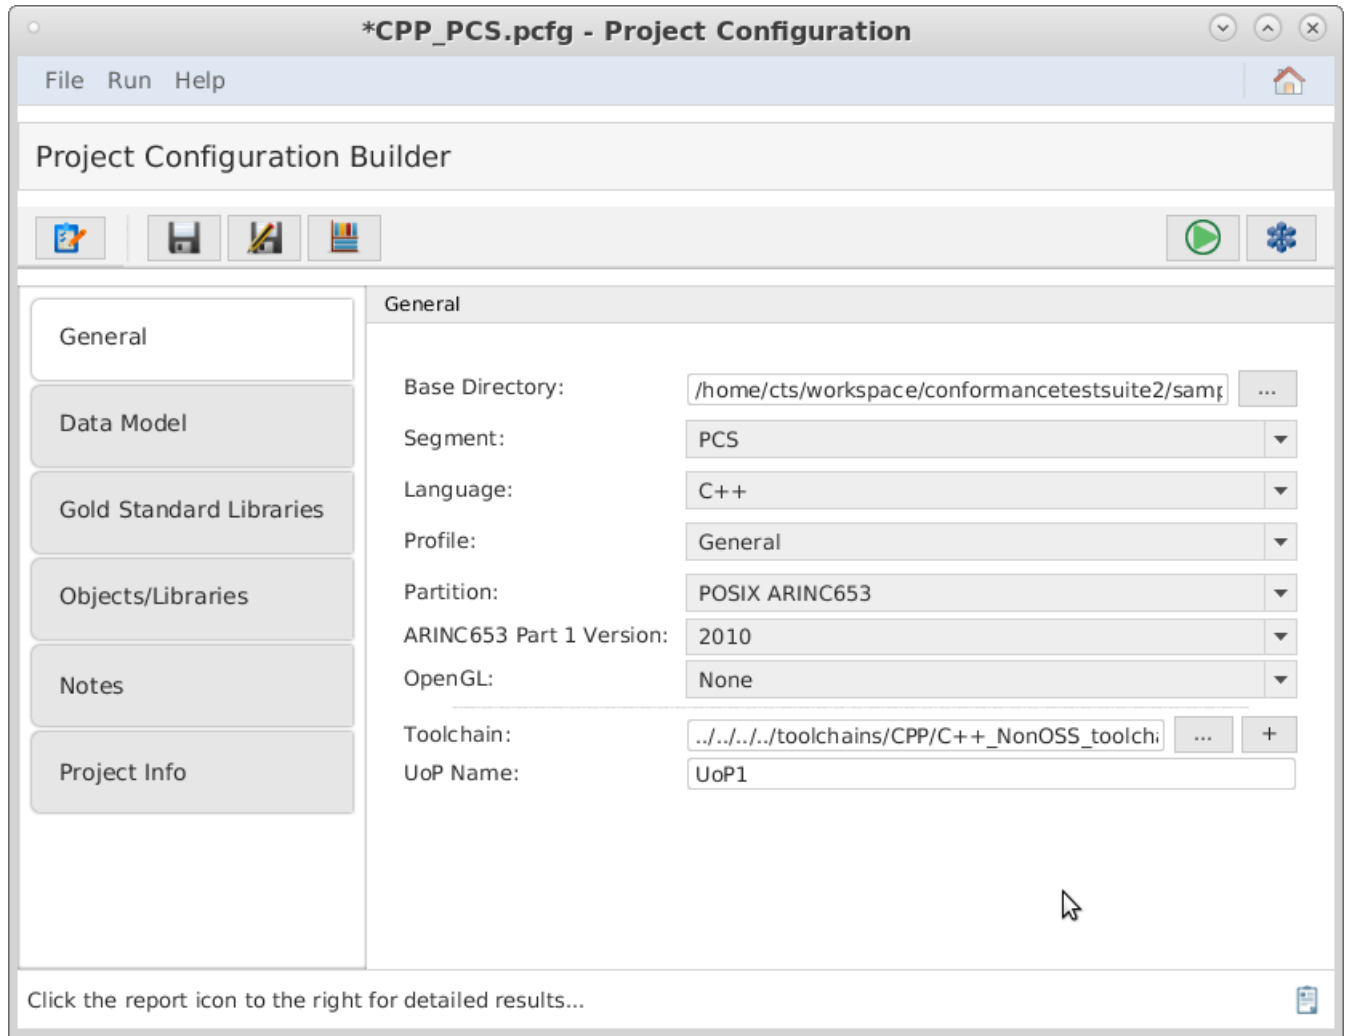 *CPP_PCS.pcfg - Project Configuration
File Run Help
Project Configuration Builder
General
General
Data Model
Gold Standard Libraries
Objects/Libraries
Notes
Project Info
Base Directory: /home/cts/workspace/conformancetestsuite2/samp ...
Segment: PCS
Language: C++
Profile: General
Partition: POSIX ARINC653
ARINC653 Part 1 Version: 2010
OpenGL: None
Toolchain: ../../../../toolchains/CPP/C++_NonOSS_toolcha ... +
UoP Name: UoP1
Click the report icon to the right for detailed results...